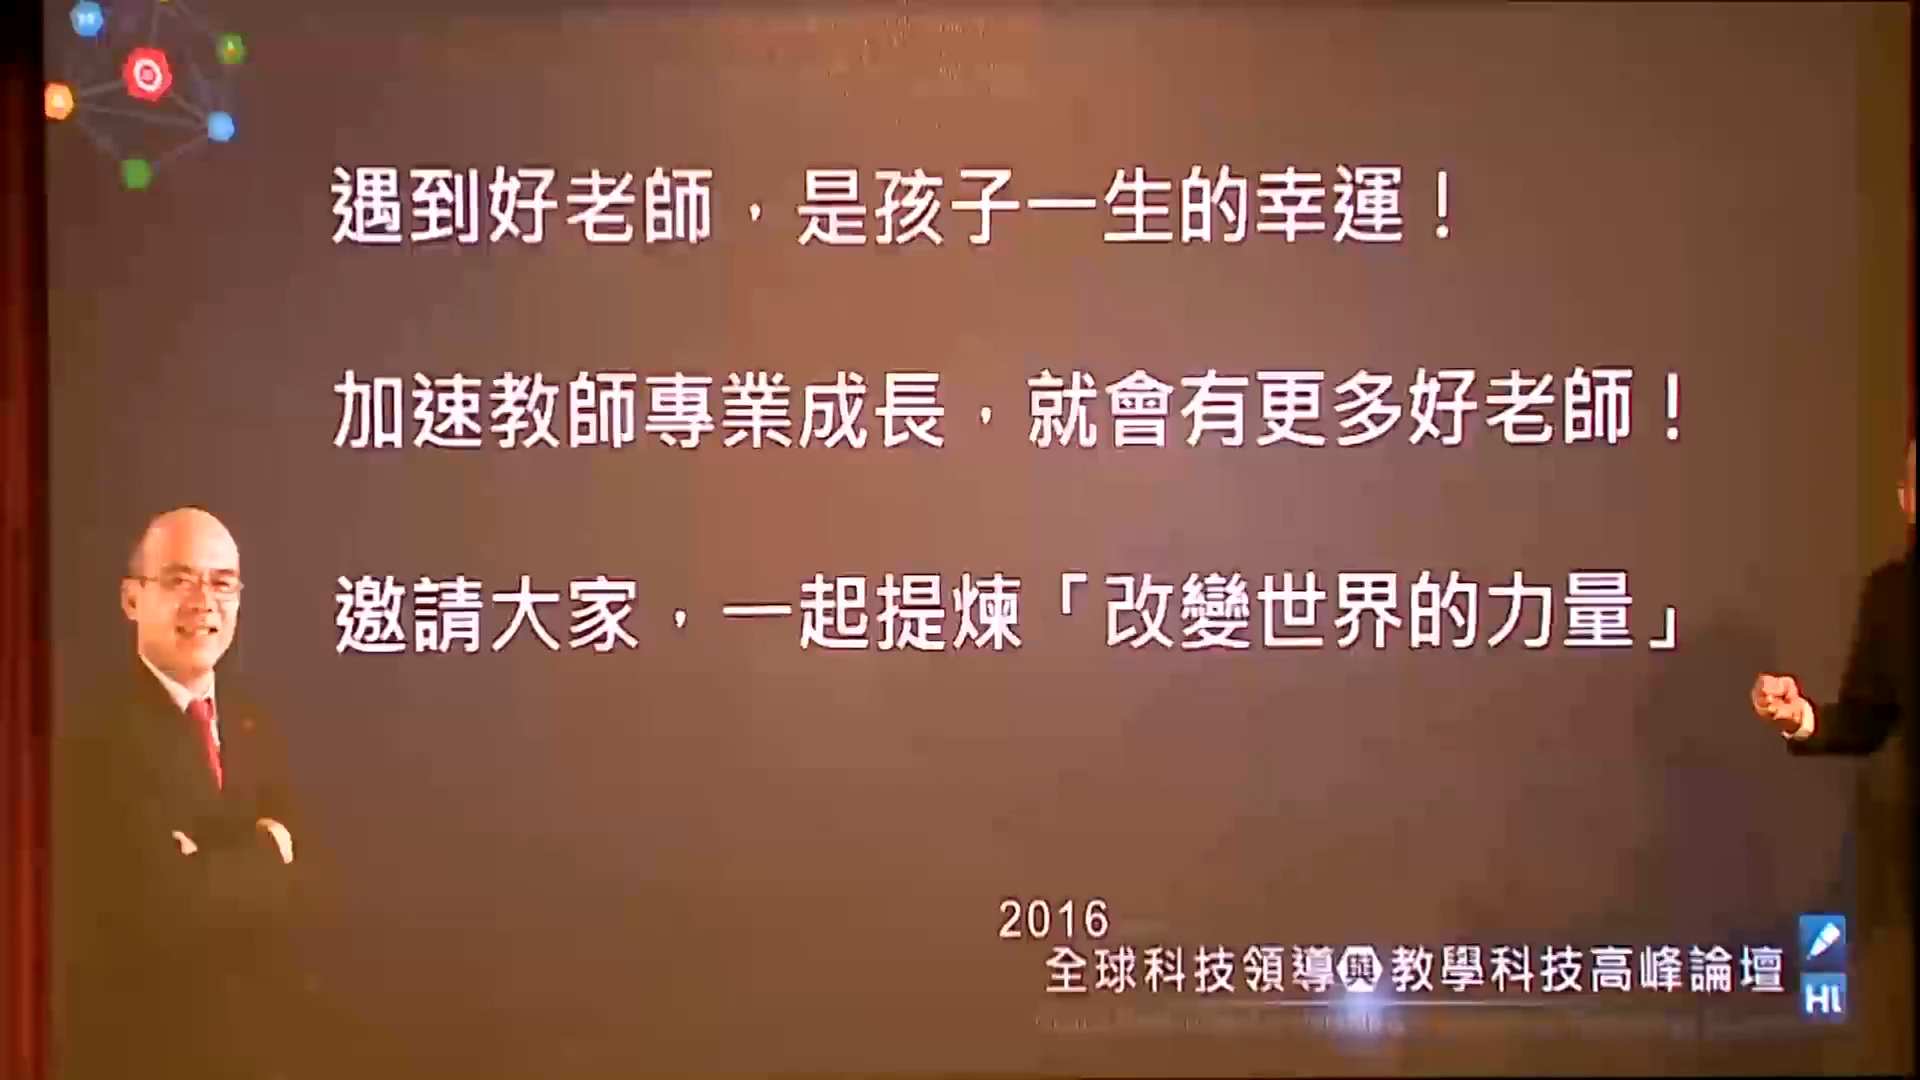 遇到好老師，是孩子一生的幸運！
加速教師專業成長，就會有更多好老師！
邀請大家，一起提煉「改變世界的力量」
2016
全球科技領導與教學科技高峰論壇
HI